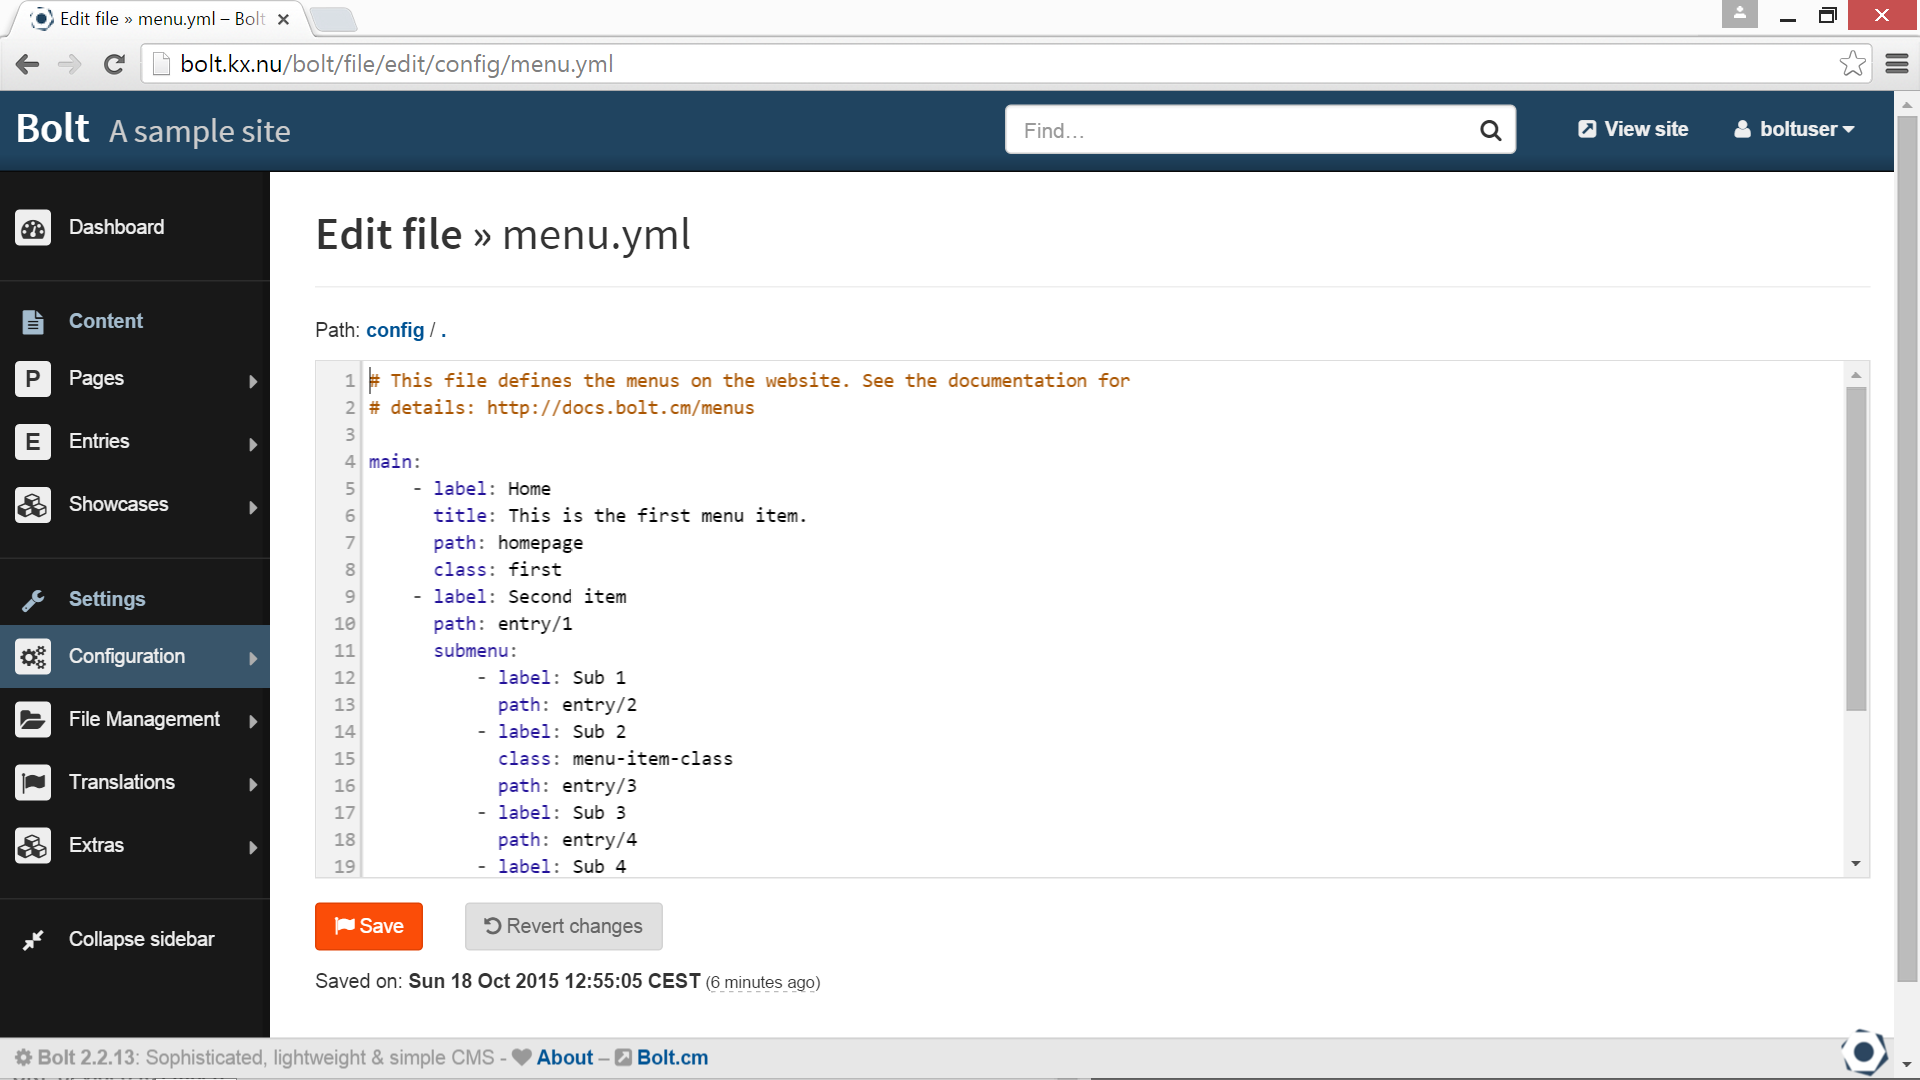 Edit file » menu.yml – Bolt
bolt.kx.nu/bolt/file/edit/config/menu.yml
Bolt A sample site
Find...
View site
boltuser
Dashboard
Content
P Pages
E Entries
Showcases
Settings
Configuration
File Management
Translations
Extras
Collapse sidebar
Edit file » menu.yml
Path: config / .
1 # This file defines the menus on the website. See the documentation for
2 # details: http://docs.bolt.cm/menus
3
4 main:
5 - label: Home
6 title: This is the first menu item.
7 path: homepage
8 class: first
9 - label: Second item
10 path: entry/1
11 submenu:
12 - label: Sub 1
13 path: entry/2
14 - label: Sub 2
15 class: menu-item-class
16 path: entry/3
17 - label: Sub 3
18 path: entry/4
19 - label: Sub 4
Save
Revert changes
Saved on: Sun 18 Oct 2015 12:55:05 CEST (6 minutes ago)
Bolt 2.2.13: Sophisticated, lightweight & simple CMS - About – Bolt.cm